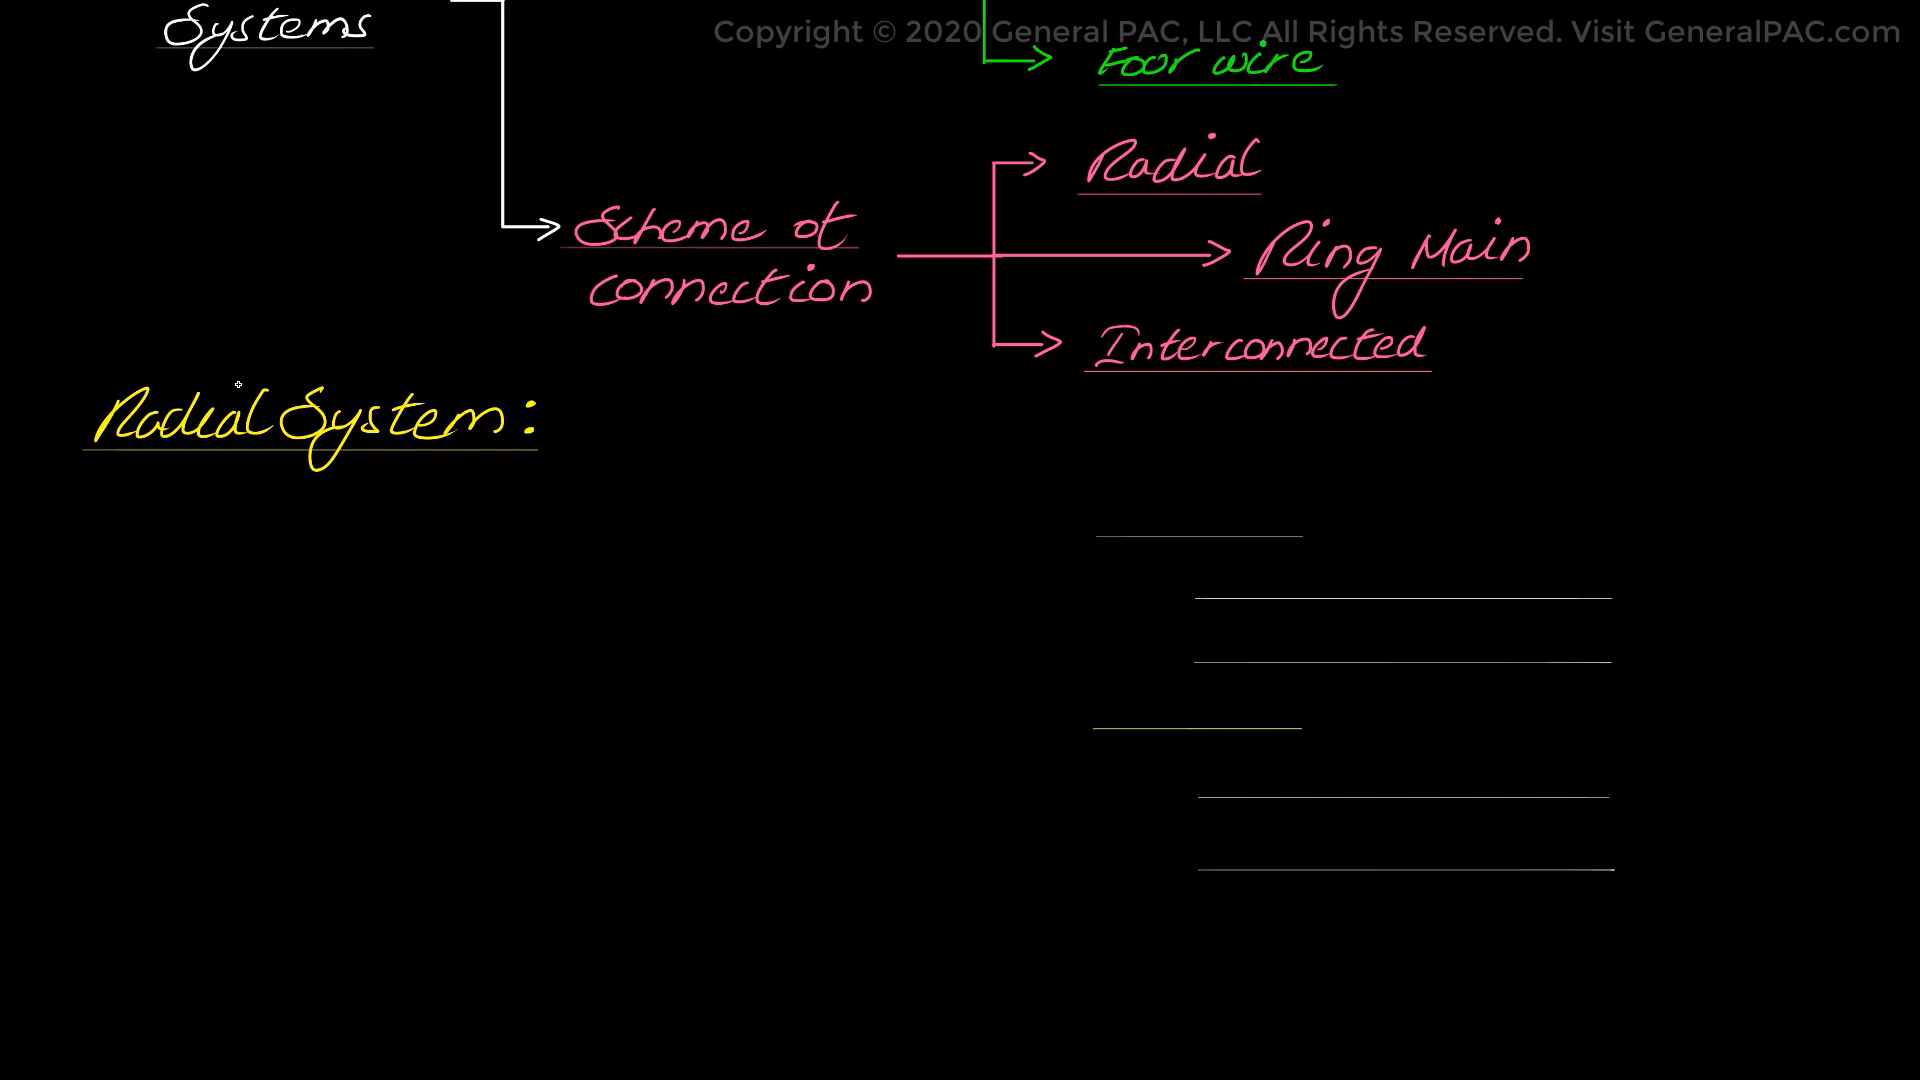 Systems
Copyright © 2020 General PAC, LLC All Rights Reserved. Visit GeneralPAC.com
Foor wire
Radial
Scheme of
connection
Ring Main
Interconnected
Radial System: